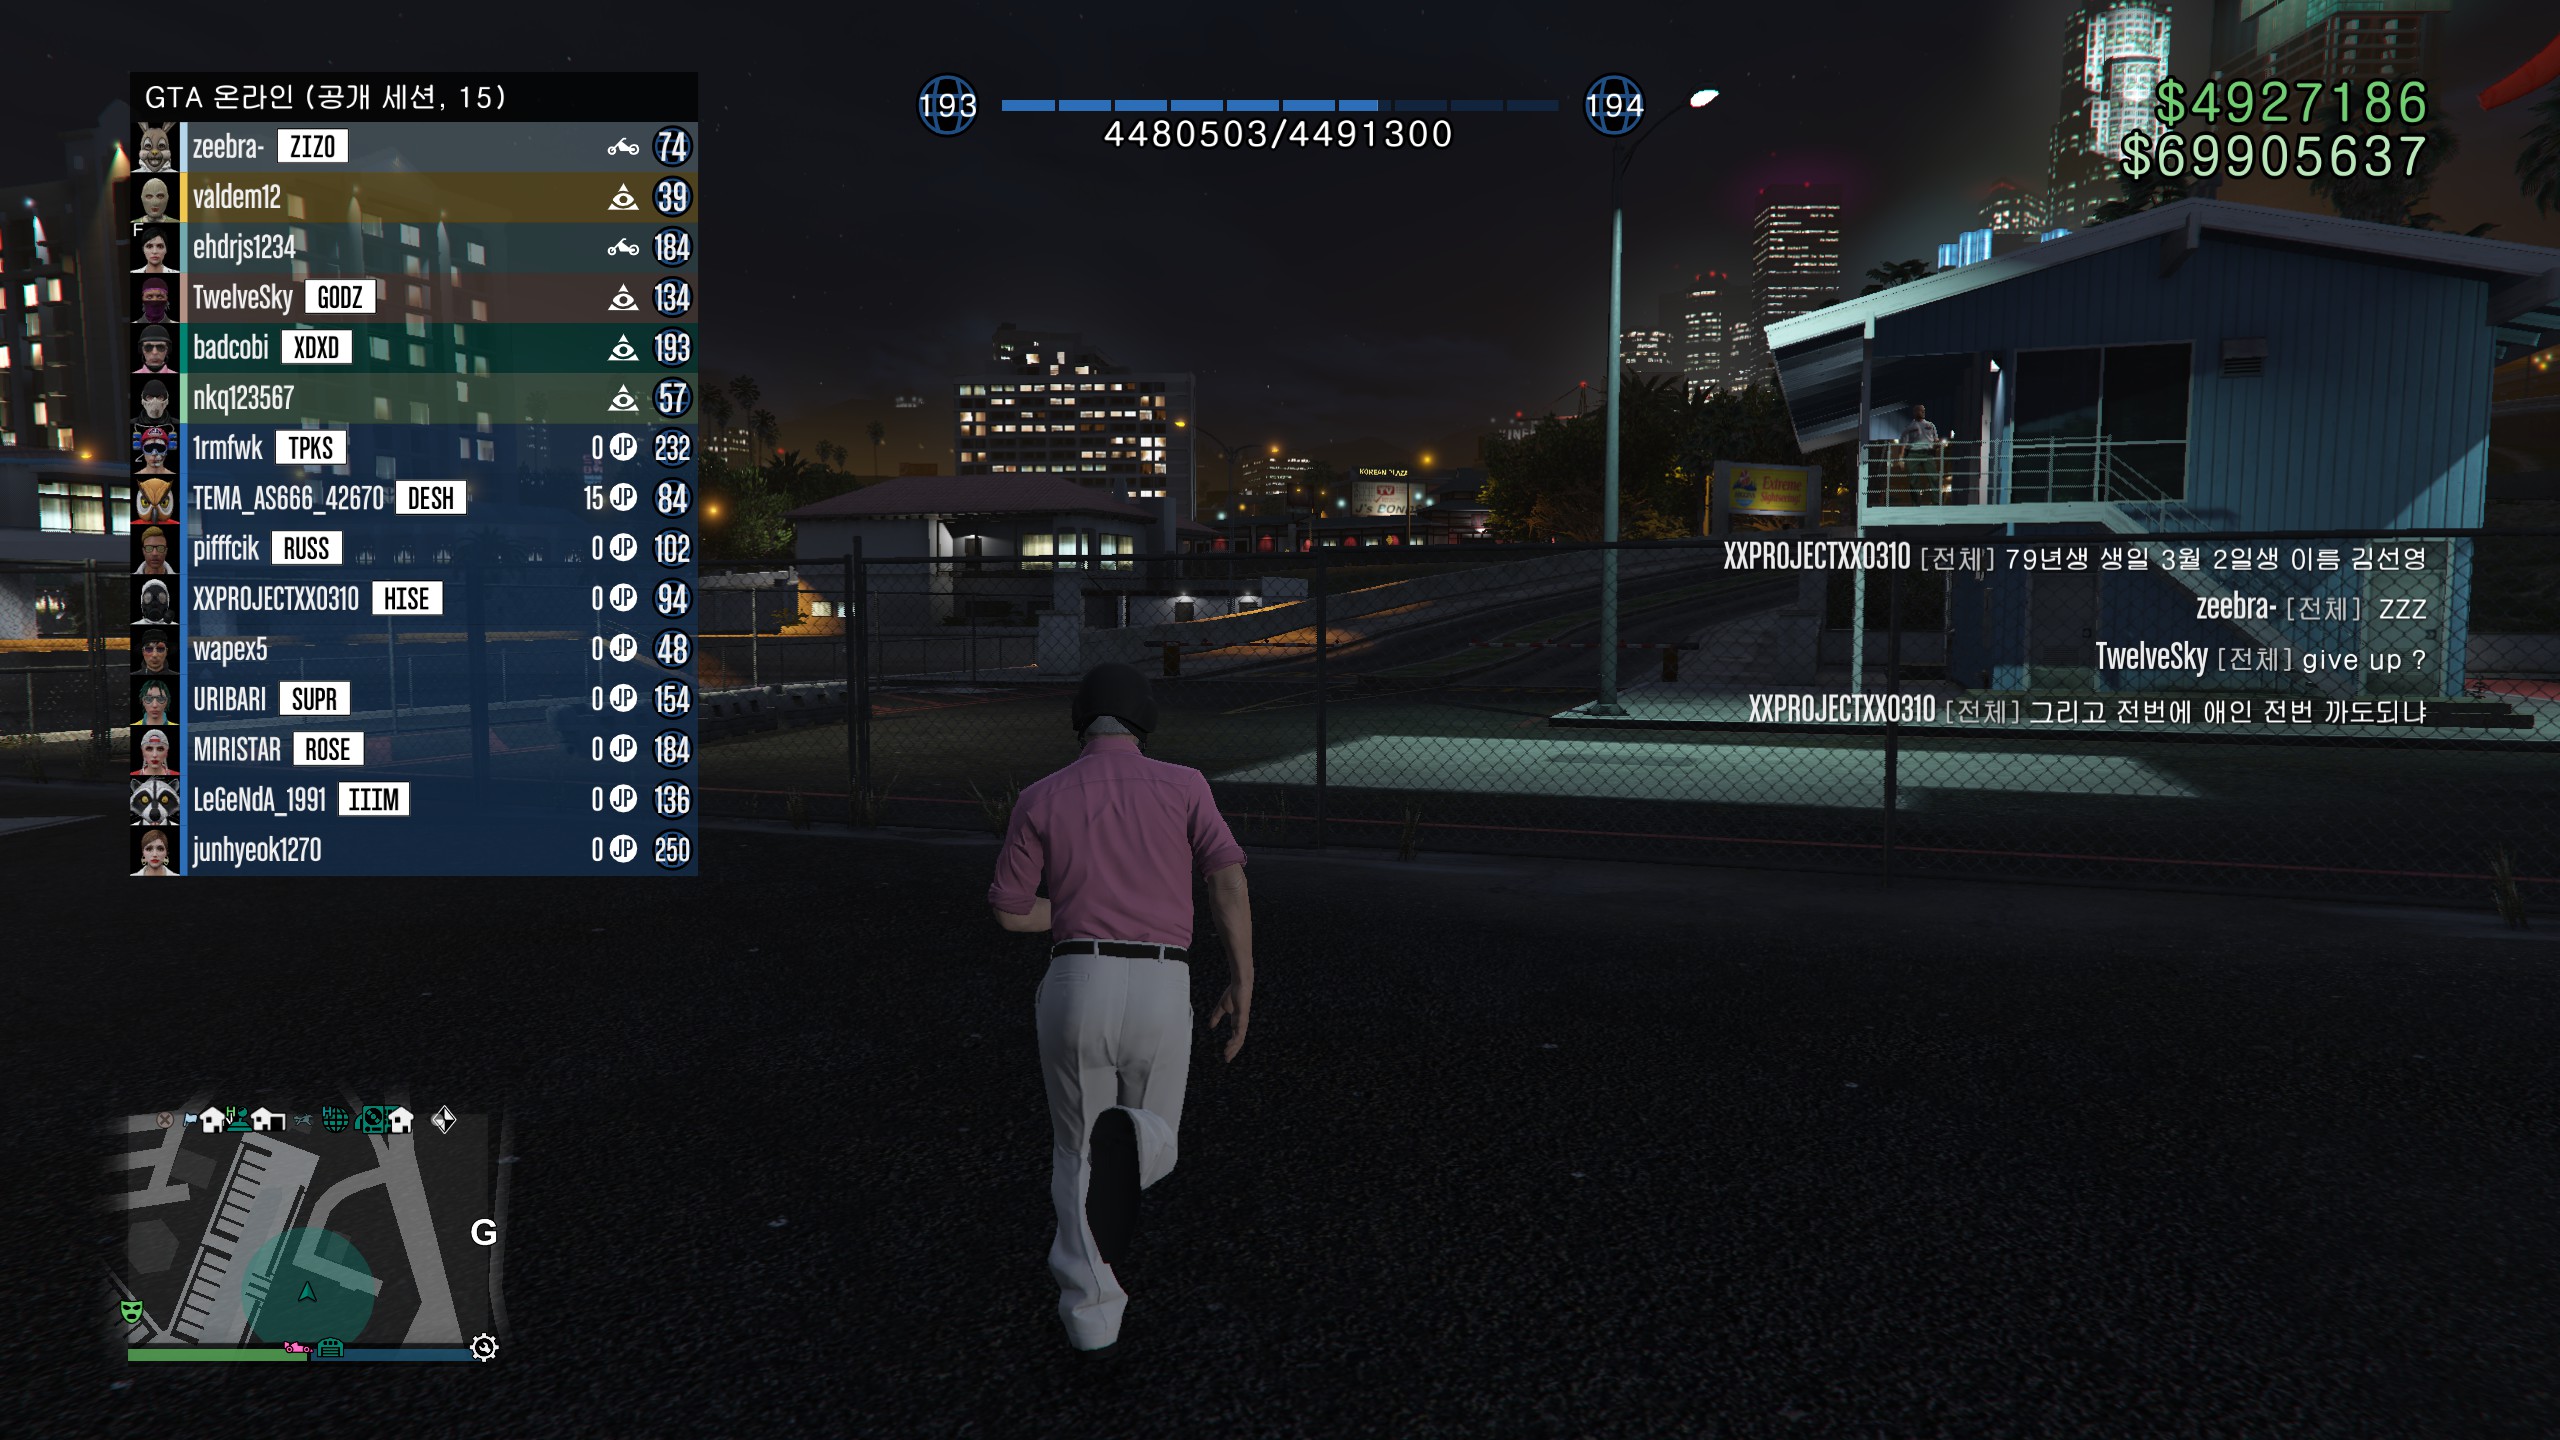 GTA 온라인 (공개 세션, 15)
zeebra- ZIZO 74
valdem12 39
F
ehdrjs1234 184
TwelveSky GODZ 134
badcobi XDXD 193
nkq123567 57
1rmfwk TPKS 0 JP 232
TEMA_AS666_42670 DESH 15 JP 84
pifffcik RUSS 0 JP 102
XXPROJECTXX0310 HISE 0 JP 94
wapex5 0 JP 48
URIBARI SUPR 0 JP 154
MIRISTAR ROSE 0 JP 184
LeGeNdA_1991 IIIM 0 JP 136
junhyeok1270 0 JP 250
193 194
4480503/4491300
$4927186
$69905637
KOREAN PLAZA
TV
J's BON
Extreme
Sightseeing!
XXPROJECTXX0310 [전체] 79년생 생일 3월 2일생 이름 김선영
zeebra- [전체] ZZZ
TwelveSky [전체] give up ?
XXPROJECTXX0310 [전체] 그리고 전번에 애인 전번 까도되냐
H H
G